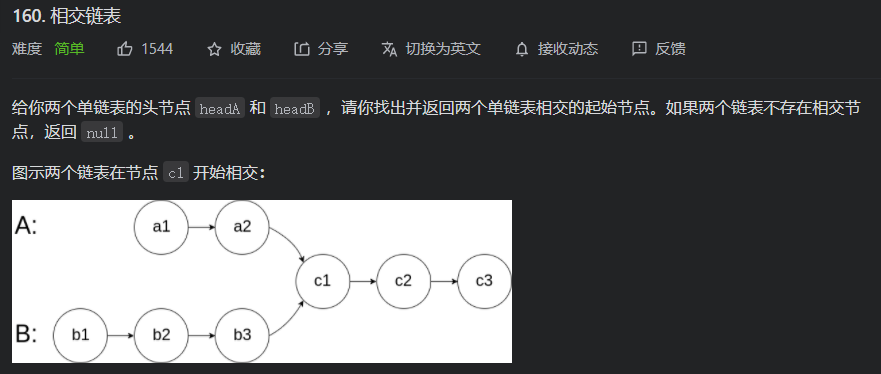 160. 相交链表
难度 简单 1544 收藏 分享 切换为英文 接收动态 反馈
给你两个单链表的头节点 headA 和 headB ，请你找出并返回两个单链表相交的起始节点。如果两个链表不存在相交节
点，返回 null 。
图示两个链表在节点 c1 开始相交：
A: a1 a2
c1 c2 c3
B: b1 b2 b3